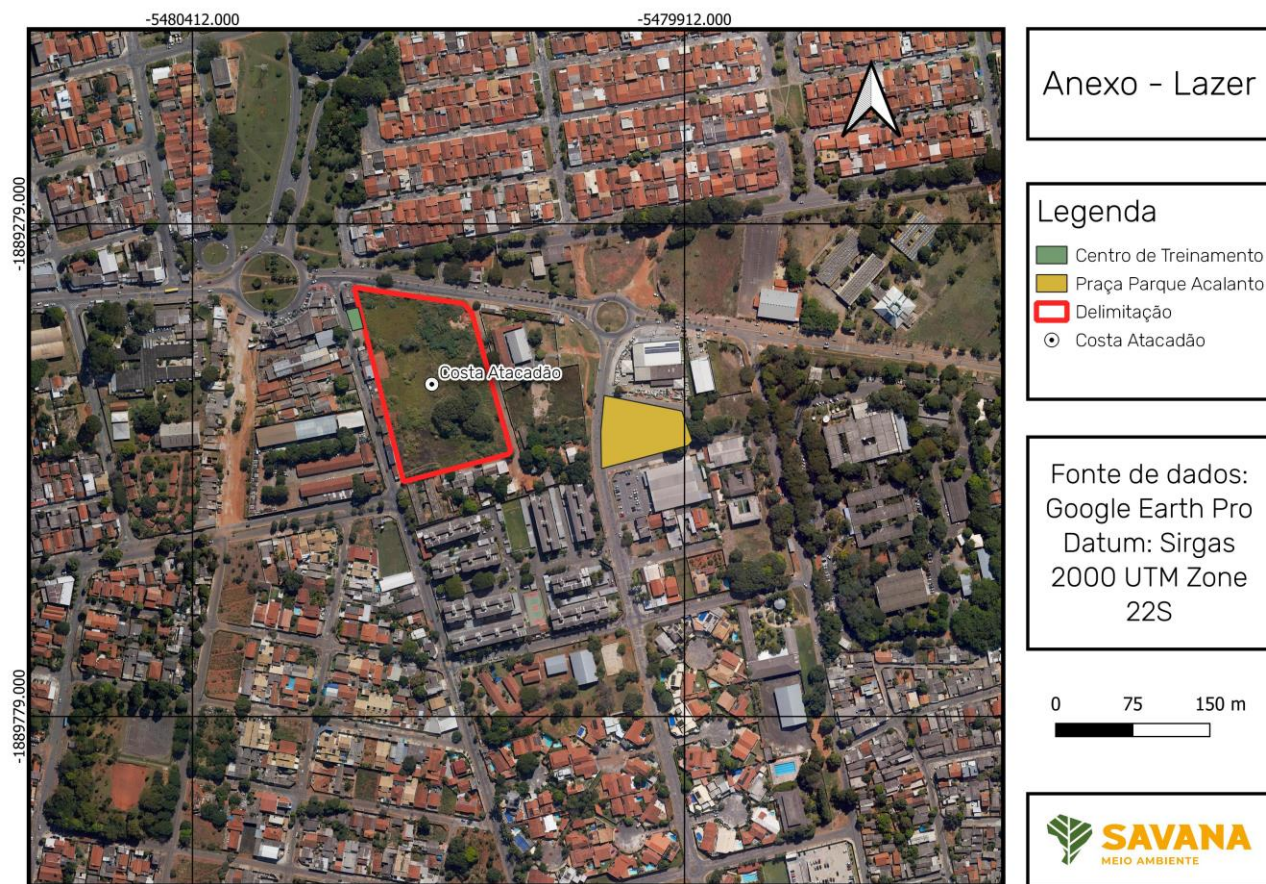 -5480412.000
-5479912.000
-1889279.000
-1889779.000
Costa Atacadão
Anexo - Lazer
Legenda
Centro de Treinamento
Praça Parque Acalanto
Delimitação
Costa Atacadão
Fonte de dados:
Google Earth Pro
Datum: Sirgas
2000 UTM Zone
22S
0 75 150 m
SAVANA
MEIO AMBIENTE